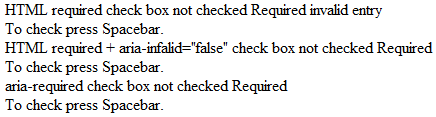 HTML required check box not checked Required invalid entry
To check press Spacebar.
HTML required + aria-infalid="false" check box not checked Required
To check press Spacebar.
aria-required check box not checked Required
To check press Spacebar.